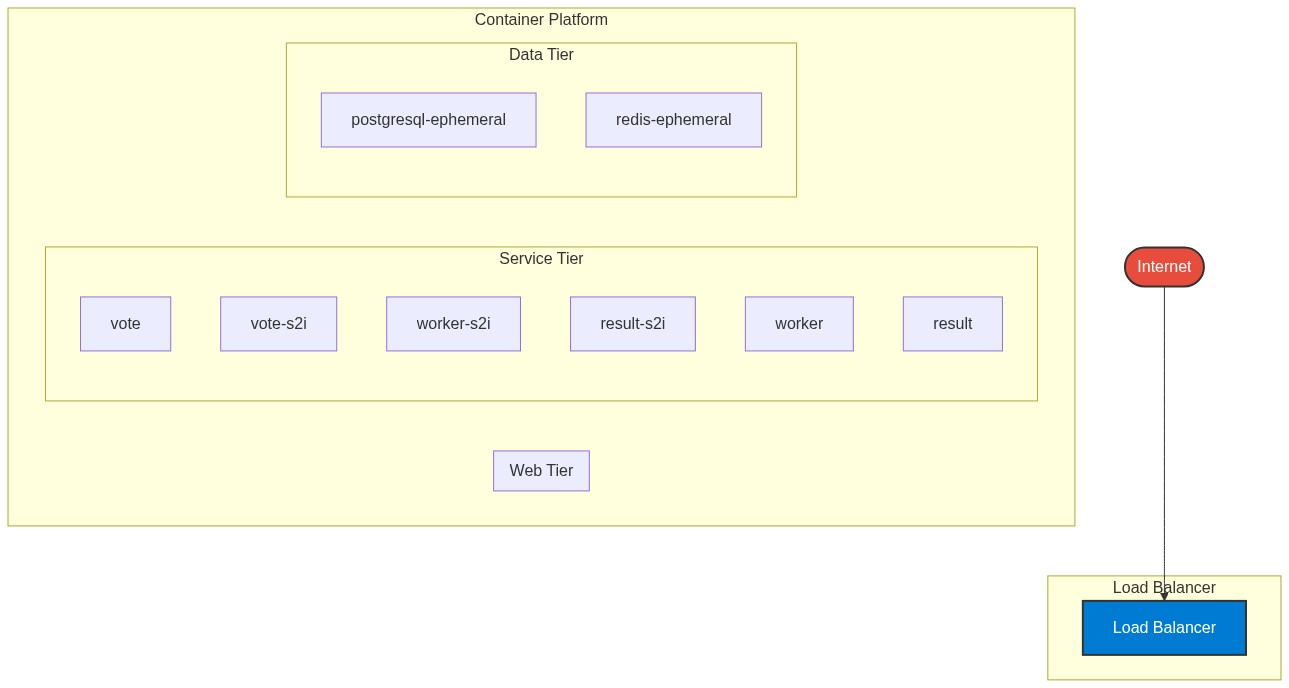 Container Platform
Data Tier
postgresql-ephemeral
redis-ephemeral
Service Tier
vote
vote-s2i
worker-s2i
result-s2i
worker
result
Web Tier
Internet
Load Balancer
Load Balancer